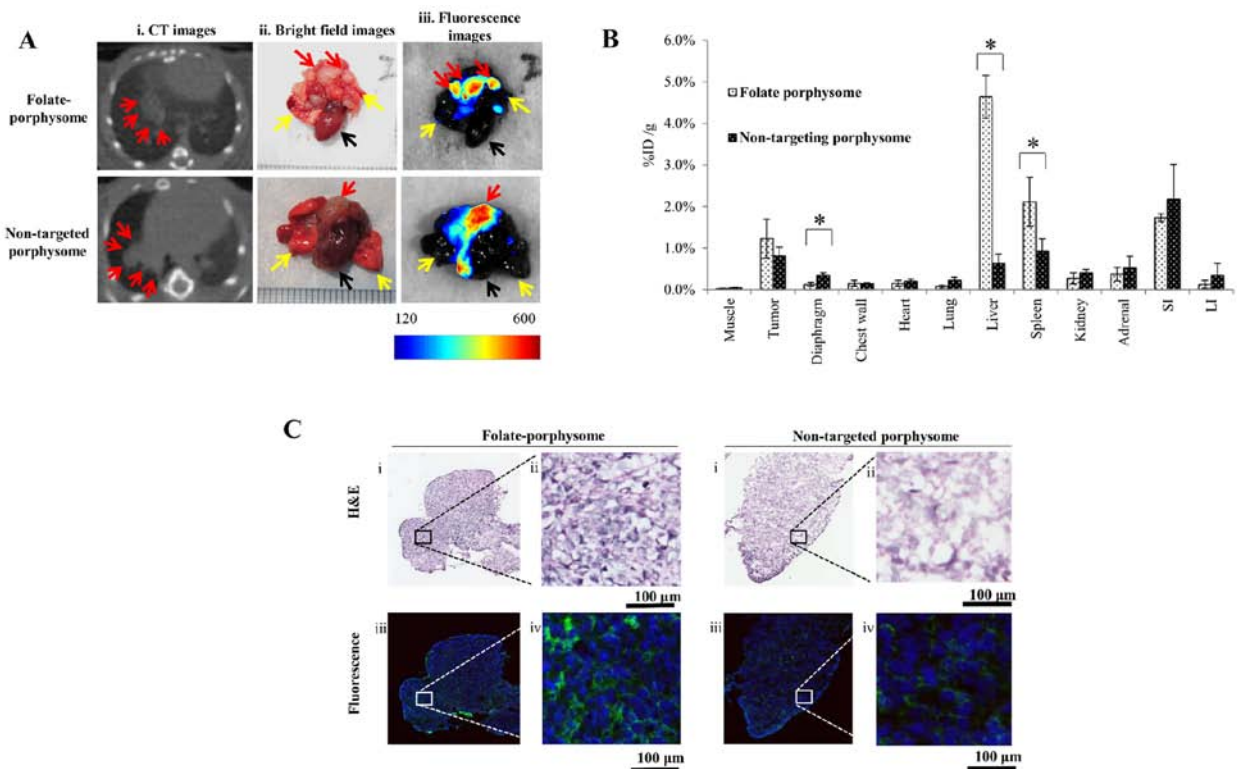 A
i. CT images
ii. Bright field images
iii. Fluorescence
images
Folate-
porphysome
Non-targeted
porphysome
120
600
B
6.0%
5.0%
4.0%
3.0%
2.0%
1.0%
0.0%
%ID /g
Folate porphysome
Non-targeting porphysome
*
*
*
Muscle
Tumor
Diaphragm
Chest wall
Heart
Lung
Liver
Spleen
Kidney
Adrenal
SI
LI
C
Folate-porphysome
Non-targeted porphysome
H&E
i
ii
i
ii
100 μm
100 μm
Fluorescence
iii
iv
iii
iv
100 μm
100 μm